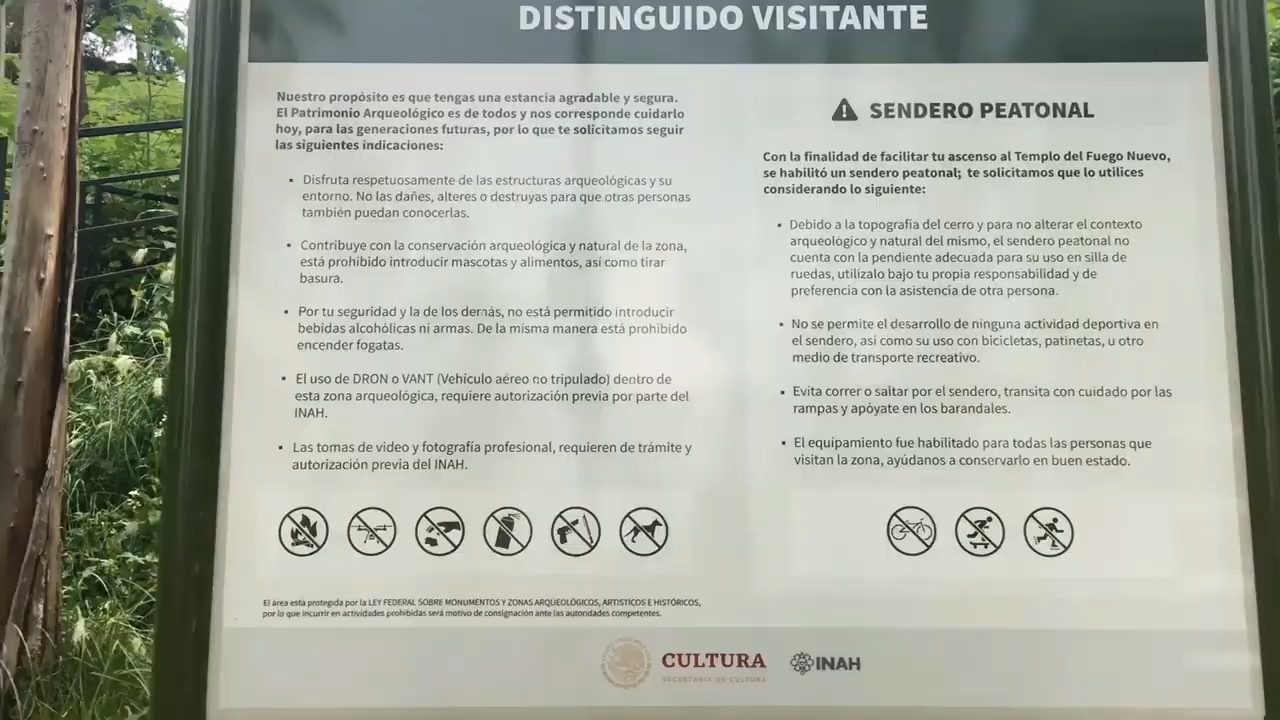 DISTINGUIDO VISITANTE
Nuestro propósito es que tengas una estancia agradable y segura.
El Patrimonio Arqueológico es de todos y nos corresponde cuidarlo
hoy, para las generaciones futuras, por lo que te solicitamos seguir
las siguientes indicaciones:
• Disfruta respetuosamente de las estructuras arqueológicas y su
entorno. No las dañes, alteres o destruyas para que otras personas
también puedan conocerlas.
• Contribuye con la conservación arqueológica y natural de la zona,
está prohibido introducir mascotas y alimentos, así como tirar
basura.
• Por tu seguridad y la de los demás, no está permitido introducir
bebidas alcohólicas ni armas. De la misma manera está prohibido
encender fogatas.
• El uso de DRON o VANT (Vehículo aéreo no tripulado) dentro de
esta zona arqueológica, requiere autorización previa por parte del
INAH.
• Las tomas de video y fotografía profesional, requieren de trámite y
autorización previa del INAH.
El área está protegida por la LEY FEDERAL SOBRE MONUMENTOS Y ZONAS ARQUEOLÓGICOS, ARTISTICOS E HISTÓRICOS,
por lo que incurrir en actividades prohibidas será motivo de consignación ante las autoridades competentes.
SENDERO PEATONAL
Con la finalidad de facilitar tu ascenso al Templo del Fuego Nuevo,
se habilitó un sendero peatonal; te solicitamos que lo utilices
considerando lo siguiente:
• Debido a la topografía del cerro y para no alterar el contexto
arqueológico y natural del mismo, el sendero peatonal no
cuenta con la pendiente adecuada para su uso en silla de
ruedas, utilízalo bajo tu propia responsabilidad y de
preferencia con la asistencia de otra persona.
• No se permite el desarrollo de ninguna actividad deportiva en
el sendero, así como su uso con bicicletas, patinetas, u otro
medio de transporte recreativo.
• Evita correr o saltar por el sendero, transita con cuidado por las
rampas y apóyate en los barandales.
• El equipamiento fue habilitado para todas las personas que
visitan la zona, ayúdanos a conservarlo en buen estado.
CULTURA
SECRETARÍA DE CULTURA
INAH